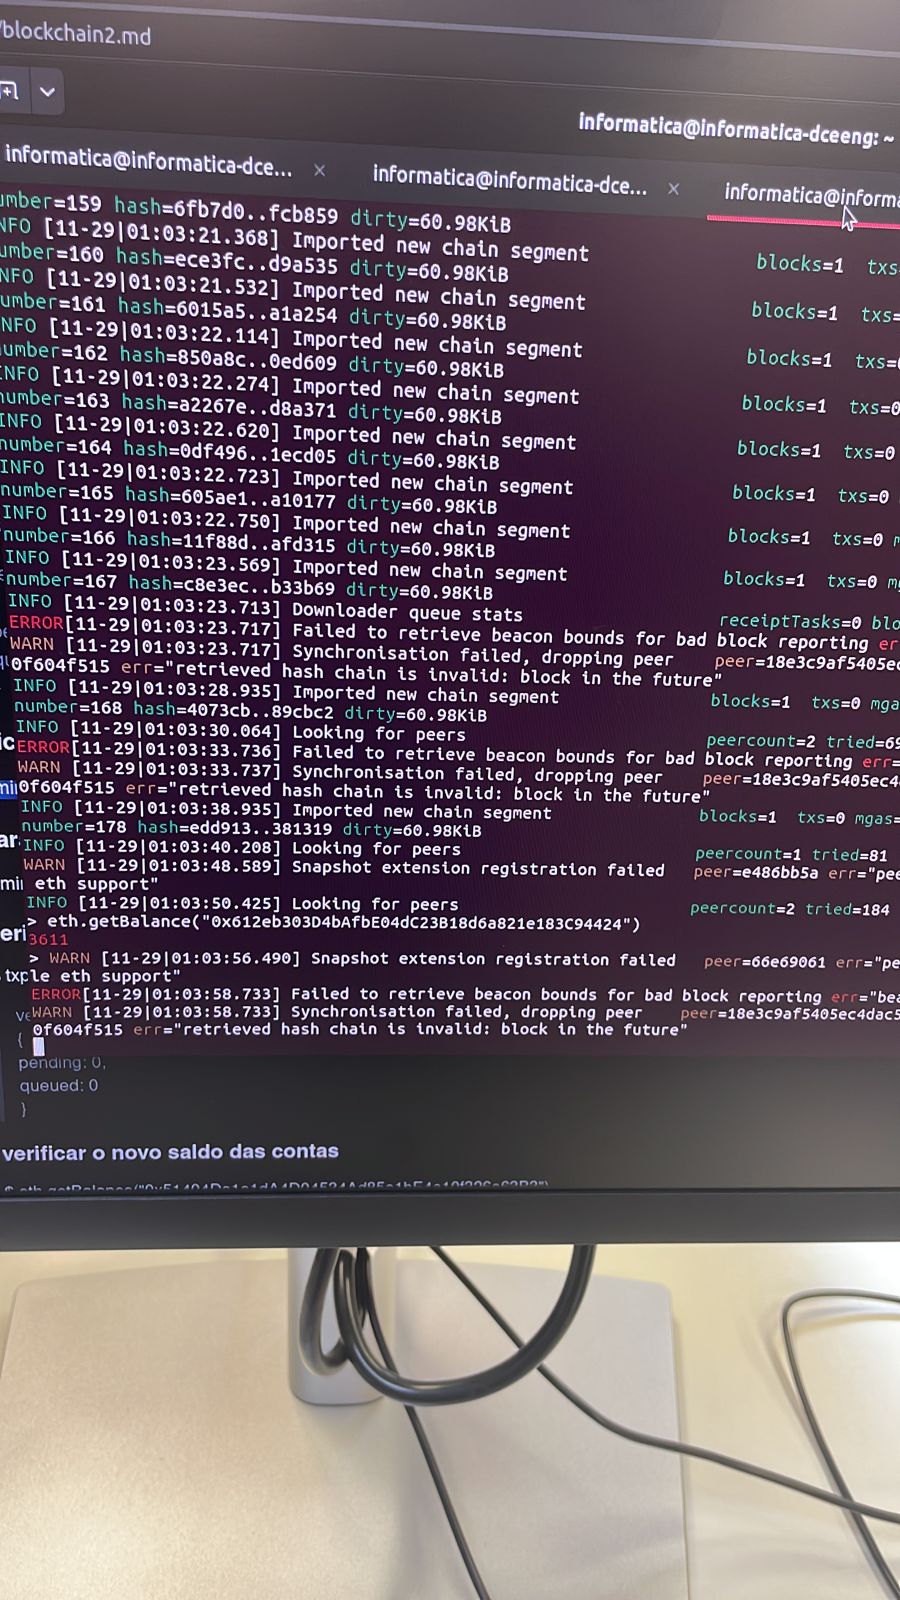 /blockchain2.md
informatica@informatica-dceeng: ~
informatica@informatica-dce... × informatica@informatica-dce... × informatica@inform
umber=159 hash=6fb7d0..fcb859 dirty=60.98KiB
NFO [11-29|01:03:21.368] Imported new chain segment blocks=1 txs=
umber=160 hash=ece3fc..d9a535 dirty=60.98KiB
NFO [11-29|01:03:21.532] Imported new chain segment blocks=1 txs=
umber=161 hash=6015a5..a1a254 dirty=60.98KiB
NFO [11-29|01:03:22.114] Imported new chain segment blocks=1 txs=
number=162 hash=850a8c..0ed609 dirty=60.98KiB
INFO [11-29|01:03:22.274] Imported new chain segment blocks=1 txs=0
number=163 hash=a2267e..d8a371 dirty=60.98KiB
INFO [11-29|01:03:22.620] Imported new chain segment blocks=1 txs=0
number=164 hash=0df496..1ecd05 dirty=60.98KiB
INFO [11-29|01:03:22.723] Imported new chain segment blocks=1 txs=0
number=165 hash=605ae1..a10177 dirty=60.98KiB
INFO [11-29|01:03:22.750] Imported new chain segment blocks=1 txs=0 m
number=166 hash=11f88d..afd315 dirty=60.98KiB
INFO [11-29|01:03:23.569] Imported new chain segment blocks=1 txs=0 mg
number=167 hash=c8e3ec..b33b69 dirty=60.98KiB
INFO [11-29|01:03:23.713] Downloader queue stats receiptTasks=0 blo
ERROR[11-29|01:03:23.717] Failed to retrieve beacon bounds for bad block reporting er
WARN [11-29|01:03:23.717] Synchronisation failed, dropping peer peer=18e3c9af5405ec
0f604f515 err="retrieved hash chain is invalid: block in the future"
INFO [11-29|01:03:28.935] Imported new chain segment blocks=1 txs=0 mga
number=168 hash=4073cb..89cbc2 dirty=60.98KiB
INFO [11-29|01:03:30.064] Looking for peers peercount=2 tried=69
ERROR[11-29|01:03:33.736] Failed to retrieve beacon bounds for bad block reporting err=
WARN [11-29|01:03:33.737] Synchronisation failed, dropping peer peer=18e3c9af5405ec4
0f604f515 err="retrieved hash chain is invalid: block in the future"
INFO [11-29|01:03:38.935] Imported new chain segment blocks=1 txs=0 mgas=
number=178 hash=edd913..381319 dirty=60.98KiB
INFO [11-29|01:03:40.208] Looking for peers peercount=1 tried=81
WARN [11-29|01:03:48.589] Snapshot extension registration failed peer=e486bb5a err="pee
eth support"
INFO [11-29|01:03:50.425] Looking for peers peercount=2 tried=184
> eth.getBalance("0x612eb303D4bAfbE04dC23B18d6a821e183C94424")
3611
> WARN [11-29|01:03:56.490] Snapshot extension registration failed peer=66e69061 err="pe
le eth support"
ERROR[11-29|01:03:58.733] Failed to retrieve beacon bounds for bad block reporting err="bea
WARN [11-29|01:03:58.733] Synchronisation failed, dropping peer peer=18e3c9af5405ec4dac5
0f604f515 err="retrieved hash chain is invalid: block in the future"
{
pending: 0,
queued: 0
}
verificar o novo saldo das contas